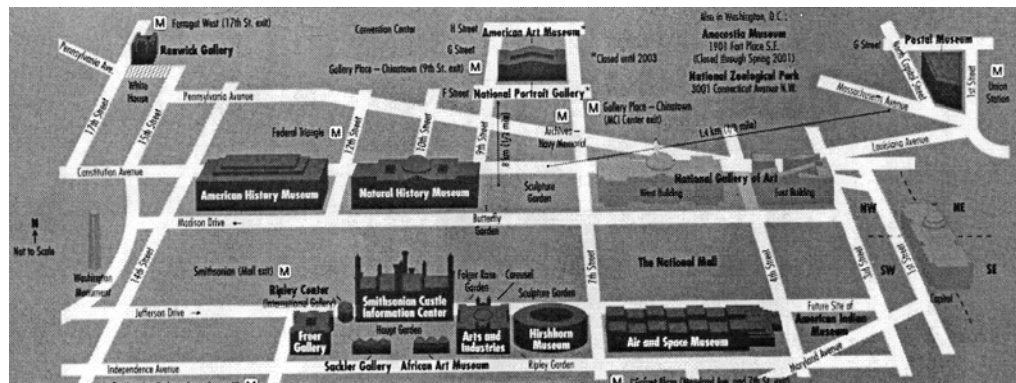 M Farragut West (17th St. exit)
Renwick Gallery
Pennsylvania Ave.
White
House
17th Street
15th Street
Pennsylvania Avenue
Convention Center
H Street
American Art Museum*
G Street
Gallery Place – Chinatown (9th St. exit) M
*Closed until 2003
F Street
National Portrait Gallery*
M Gallery Place – Chinatown
(MCI Center exit)
Also in Washington, D.C.:
Anacostia Museum
1901 Fort Place S.E.
(Closed through Spring 2001)
National Zoological Park
3001 Connecticut Avenue N.W.
Postal Museum
G Street
North Capitol Street
1st Street
M
Union
Station
Massachusetts Avenue
Louisiana Avenue
Federal Triangle M
12th Street
10th Street
9th Street
M
Archives –
Navy Memorial
Constitution Avenue
American History Museum
Natural History Museum
Sculpture
Garden
National Gallery of Art
West Building
East Building
N
Not to Scale
Madison Drive ←
Butterfly
Garden
NW
NE
SW
SE
Washington
Monument
14th Street
Smithsonian (Mall exit) M
Ripley Center
(International Gallery)
Smithsonian Castle
Information Center
Folger Rose
Garden
Carousel
Sculpture Garden
7th Street
The National Mall
4th Street
3rd Street
1st Street
Capitol
Jefferson Drive →
Freer
Gallery
Haupt Garden
Arts and
Industries
Hirshhorn
Museum
Air and Space Museum
Future Site of
American Indian
Museum
Independence Avenue
Sackler Gallery
African Art Museum
Ripley Garden
Maryland Avenue
M
M